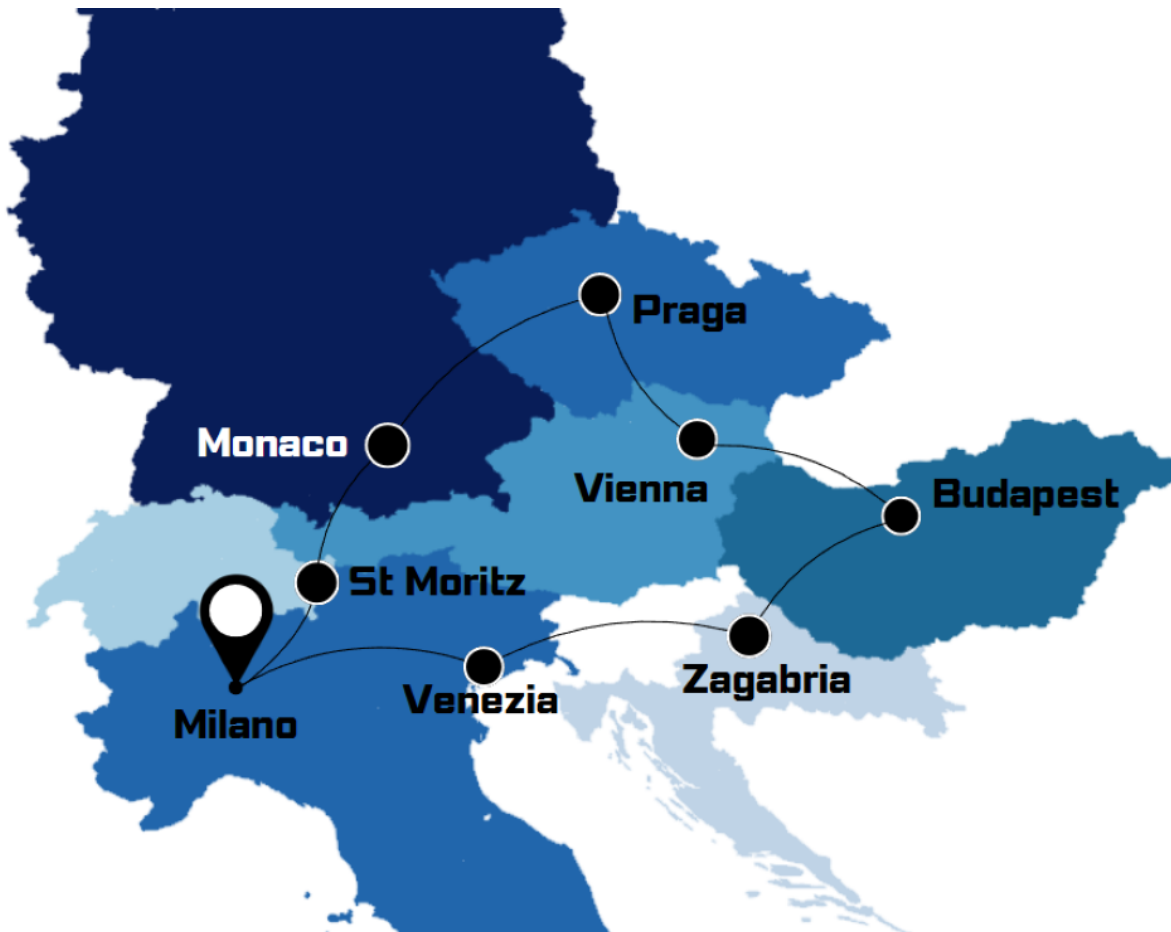 Praga
Monaco
Vienna
Budapest
St Moritz
Zagabria
Venezia
Milano